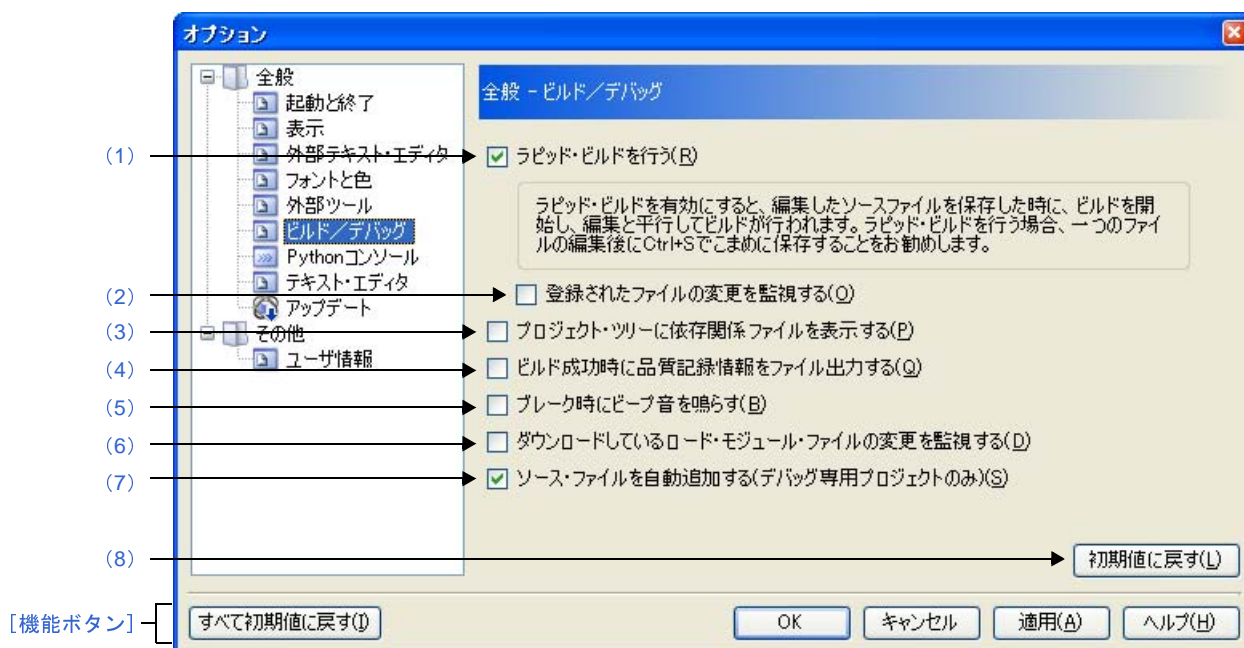 オプション
全般
起動と終了
表示
外部テキスト・エディタ
フォントと色
外部ツール
ビルド／デバッグ
Pythonコンソール
テキスト・エディタ
アップデート
その他
ユーザ情報
全般 - ビルド／デバッグ
(1)
ラピッド・ビルドを行う(R)
ラピッド・ビルドを有効にすると、編集したソースファイルを保存した時に、ビルドを開
始し、編集と平行してビルドが行われます。ラピッド・ビルドを行う場合、一つのファイ
ルの編集後にCtrl+Sでこまめに保存することをお勧めします。
(2)
登録されたファイルの変更を監視する(O)
(3)
プロジェクト・ツリーに依存関係ファイルを表示する(P)
(4)
ビルド成功時に品質記録情報をファイル出力する(Q)
(5)
ブレーク時にビープ音を鳴らす(B)
(6)
ダウンロードしているロード・モジュール・ファイルの変更を監視する(D)
(7)
ソース・ファイルを自動追加する(デバッグ専用プロジェクトのみ)(S)
(8)
初期値に戻す(L)
[機能ボタン]
すべて初期値に戻す(I)
OK
キャンセル
適用(A)
ヘルプ(H)